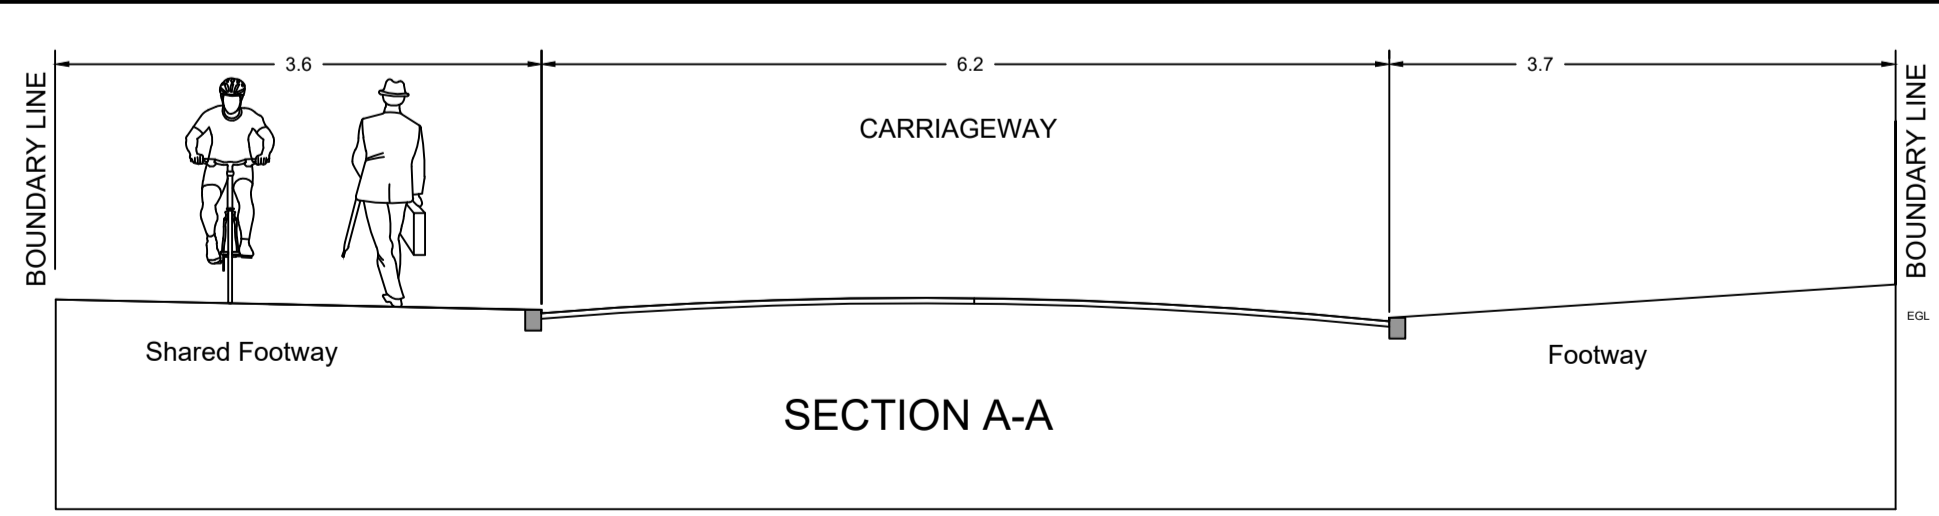 3.6
6.2
3.7
BOUNDARY LINE
CARRIAGEWAY
BOUNDARY LINE
EGL
Shared Footway
Footway
SECTION A-A